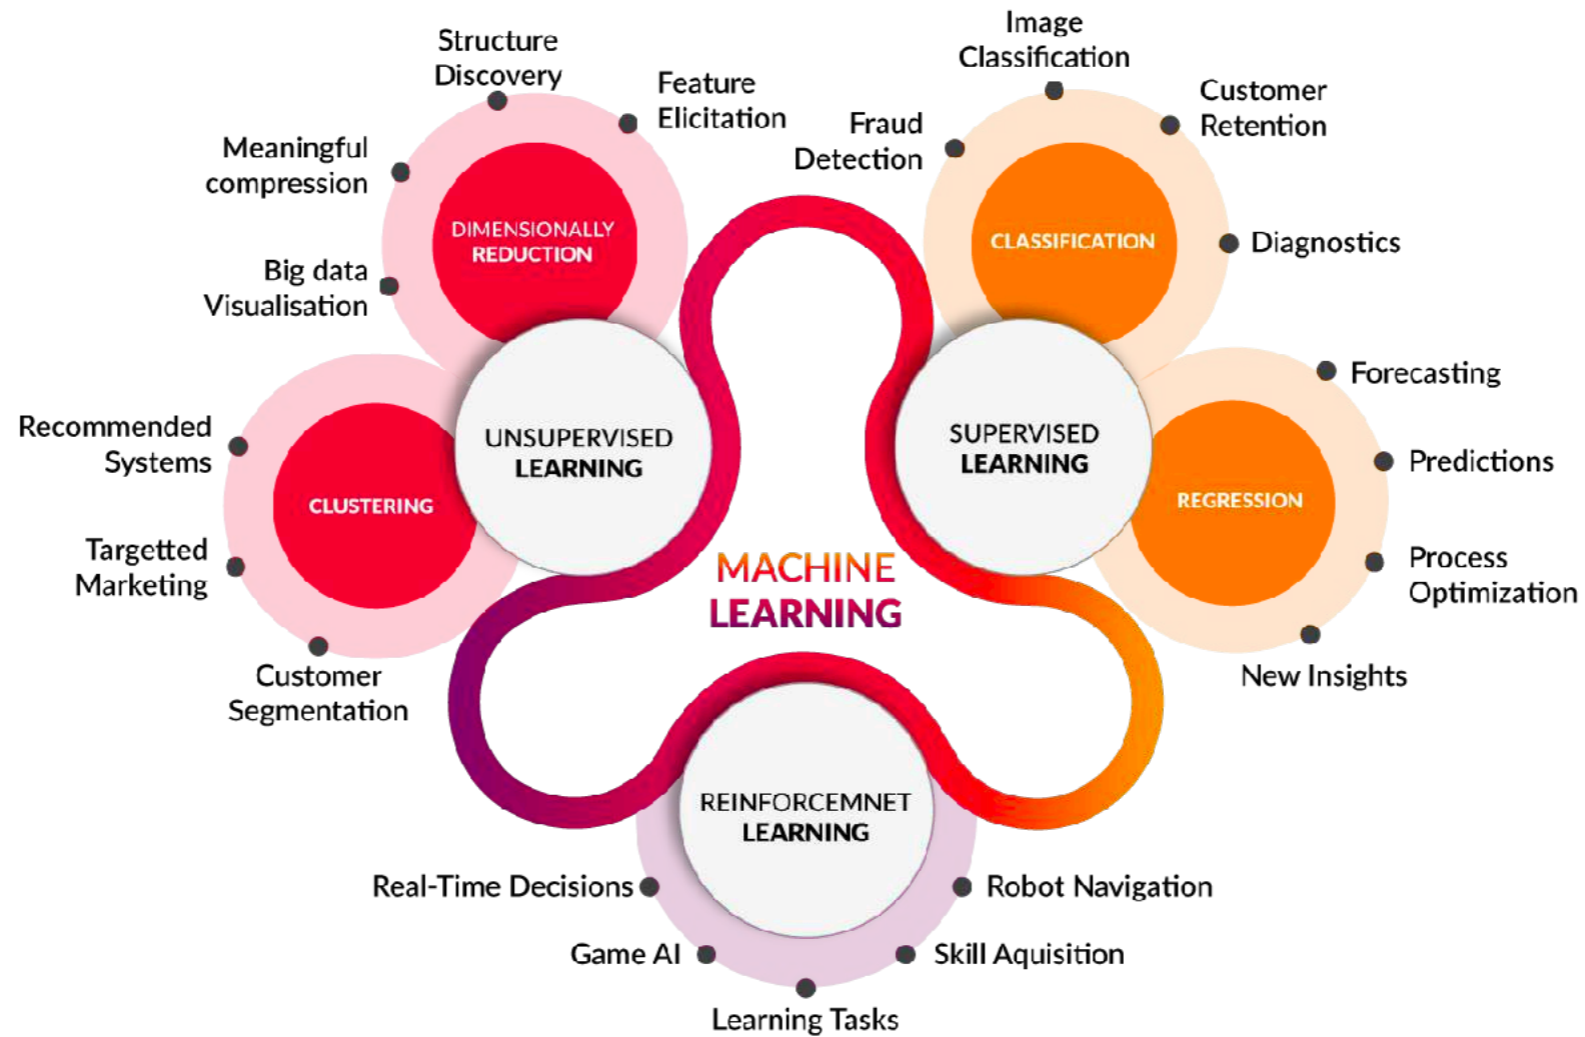 Structure
Discovery
Feature
Elicitation
Meaningful
compression
Big data
Visualisation
DIMENSIONALLY
REDUCTION
Recommended
Systems
Targetted
Marketing
Customer
Segmentation
CLUSTERING
UNSUPERVISED
LEARNING
Image
Classification
Fraud
Detection
Customer
Retention
Diagnostics
CLASSIFICATION
SUPERVISED
LEARNING
Forecasting
Predictions
Process
Optimization
New Insights
REGRESSION
MACHINE
LEARNING
REINFORCEMNET
LEARNING
Real-Time Decisions
Game AI
Learning Tasks
Skill Aquisition
Robot Navigation